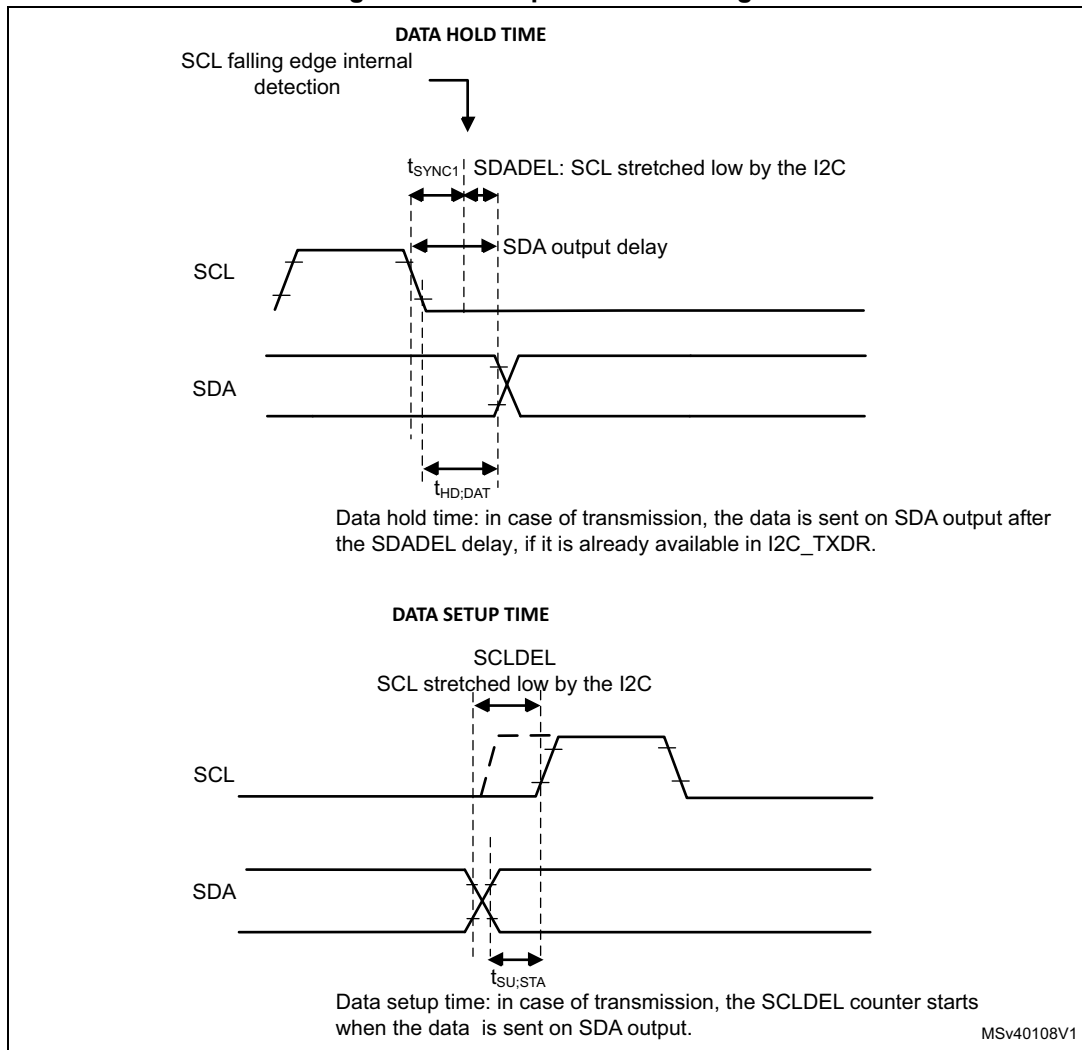 DATA HOLD TIME
SCL falling edge internal
detection
tSYNC1
SDADEL: SCL stretched low by the I2C
SDA output delay
SCL
SDA
tHD;DAT
Data hold time: in case of transmission, the data is sent on SDA output after
the SDADEL delay, if it is already available in I2C_TXDR.
DATA SETUP TIME
SCLDEL
SCL stretched low by the I2C
SCL
SDA
tSU;STA
Data setup time: in case of transmission, the SCLDEL counter starts
when the data is sent on SDA output.
MSv40108V1